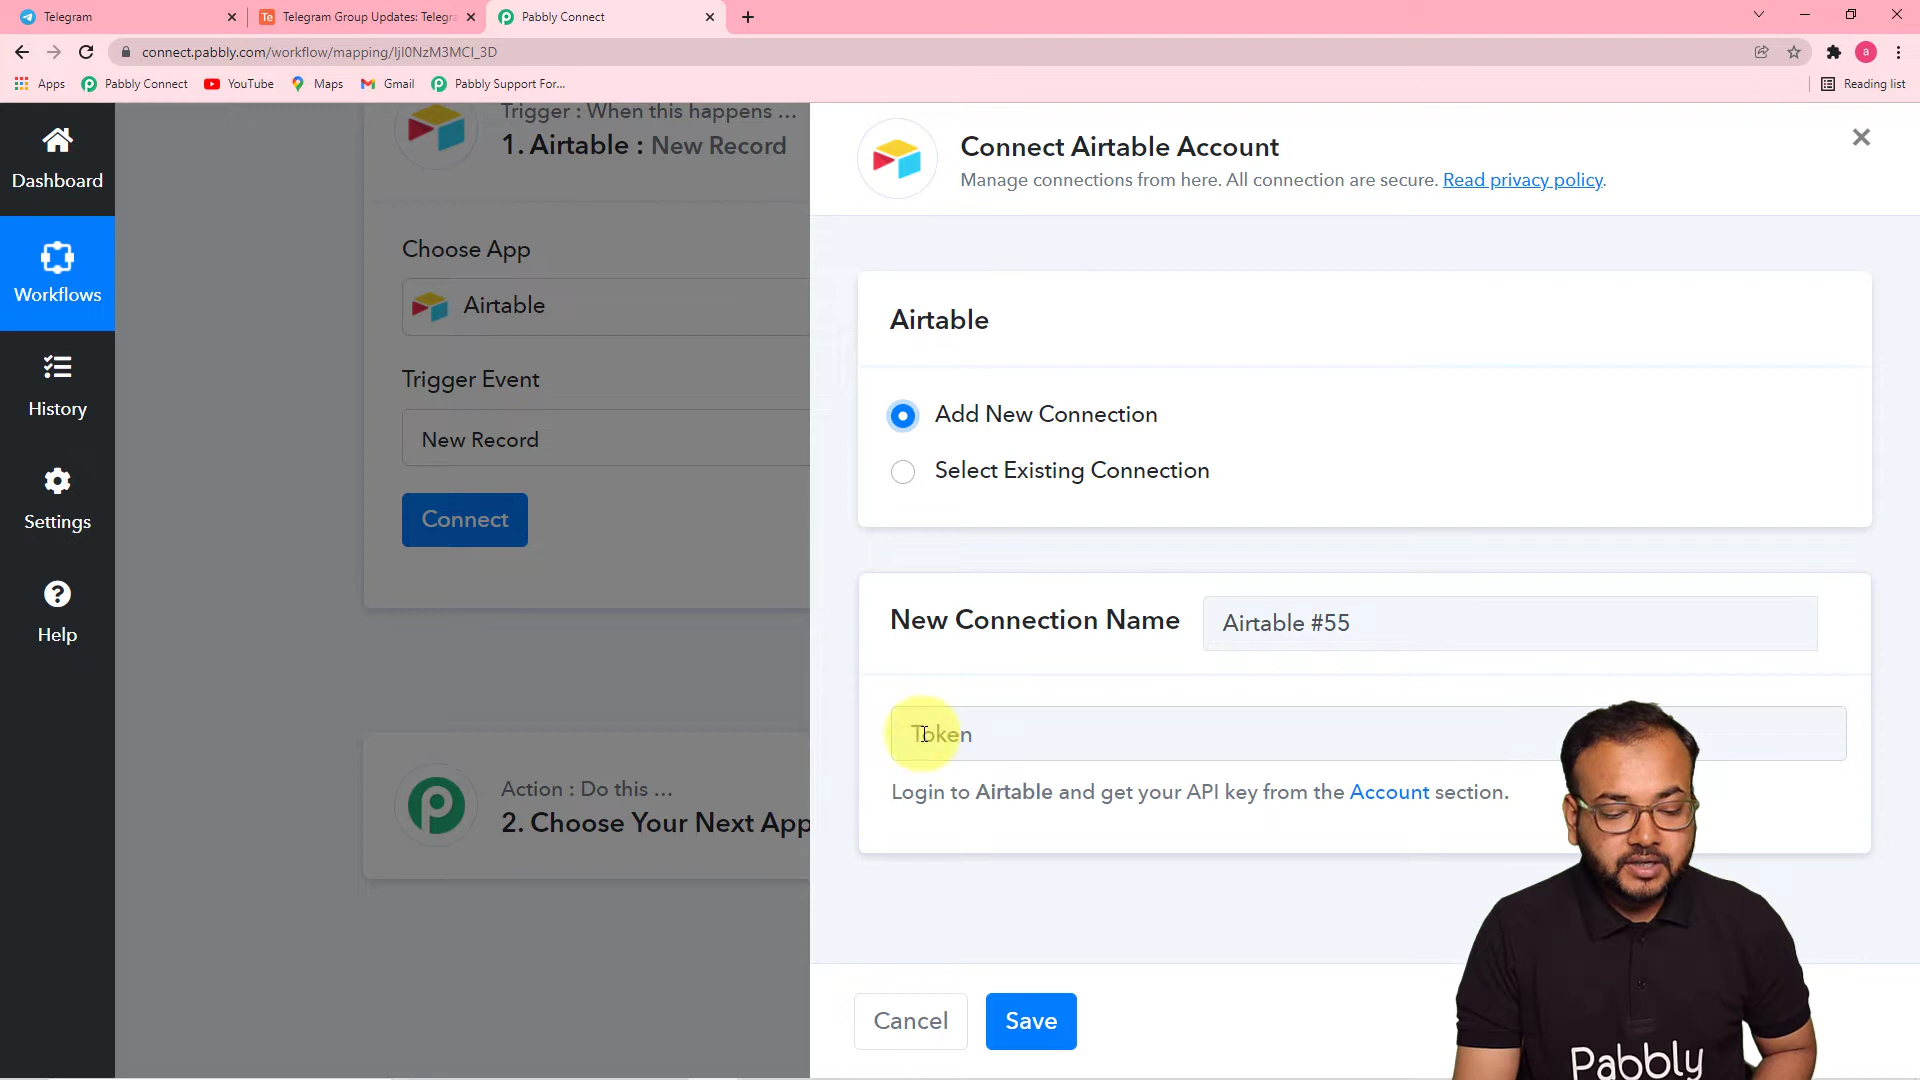 Telegram
Te
Telegram Group Updates: Telegra
Pabbly Connect
connect.pabbly.com/workflow/mapping/IjI0NzM3MCI_3D
a
Apps
Pabbly Connect
YouTube
Maps
Gmail
Pabbly Support For...
Reading list
Dashboard
Workflows
History
Settings
Help
Trigger : When this happens ...
1. Airtable : New Record
Choose App
Airtable
Trigger Event
New Record
Connect
Action : Do this ...
2. Choose Your Next App
Connect Airtable Account
Manage connections from here. All connection are secure. Read privacy policy.
Airtable
Add New Connection
Select Existing Connection
New Connection Name
Airtable #55
Token
Login to Airtable and get your API key from the Account section.
Cancel
Save
Pabbly